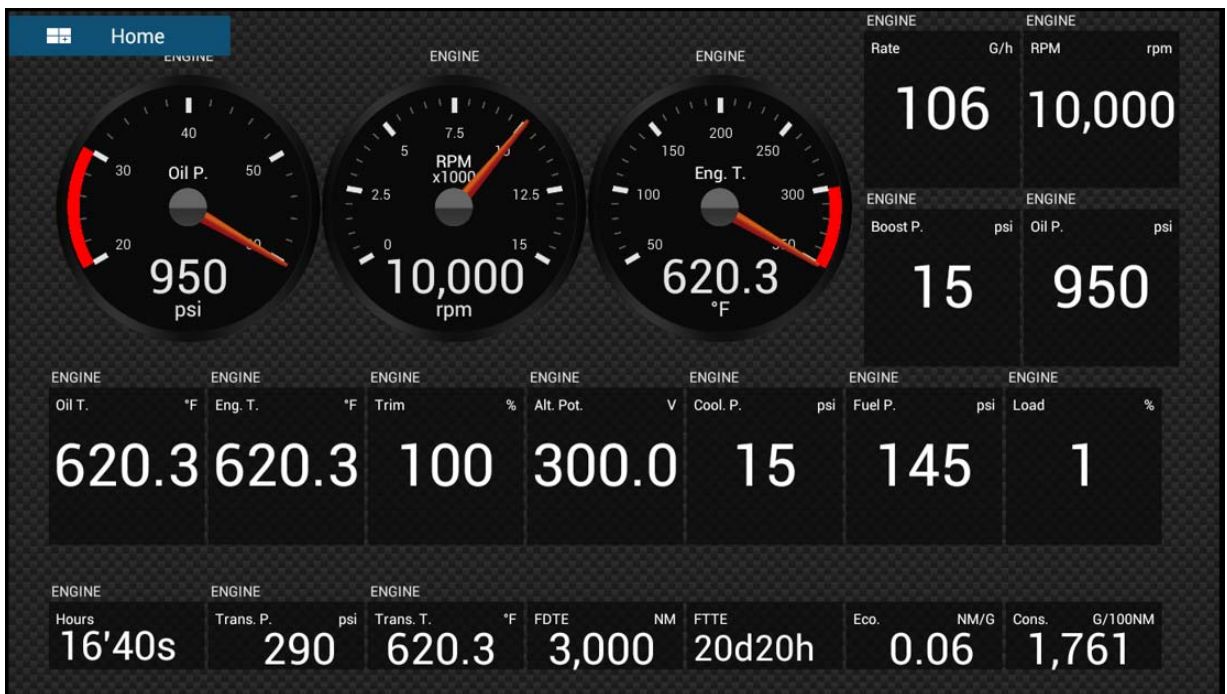 Home
ENGINE
40
30
50
Oil P.
20
950
psi
ENGINE
7.5
5
10
RPM
x1000
2.5
12.5
0
15
10,000
rpm
ENGINE
200
150
250
Eng. T.
100
300
50
350
620.3
°F
ENGINE
Rate G/h
106
ENGINE
RPM rpm
10,000
ENGINE
Boost P. psi
15
ENGINE
Oil P. psi
950
ENGINE
Oil T. °F
620.3
ENGINE
Eng. T. °F
620.3
ENGINE
Trim %
100
ENGINE
Alt. Pot. V
300.0
ENGINE
Cool. P. psi
15
ENGINE
Fuel P. psi
145
ENGINE
Load %
1
ENGINE
Hours
16'40s
ENGINE
Trans. P. psi
290
ENGINE
Trans. T. °F
620.3
FDTE NM
3,000
FTTE
20d20h
Eco. NM/G
0.06
Cons. G/100NM
1,761